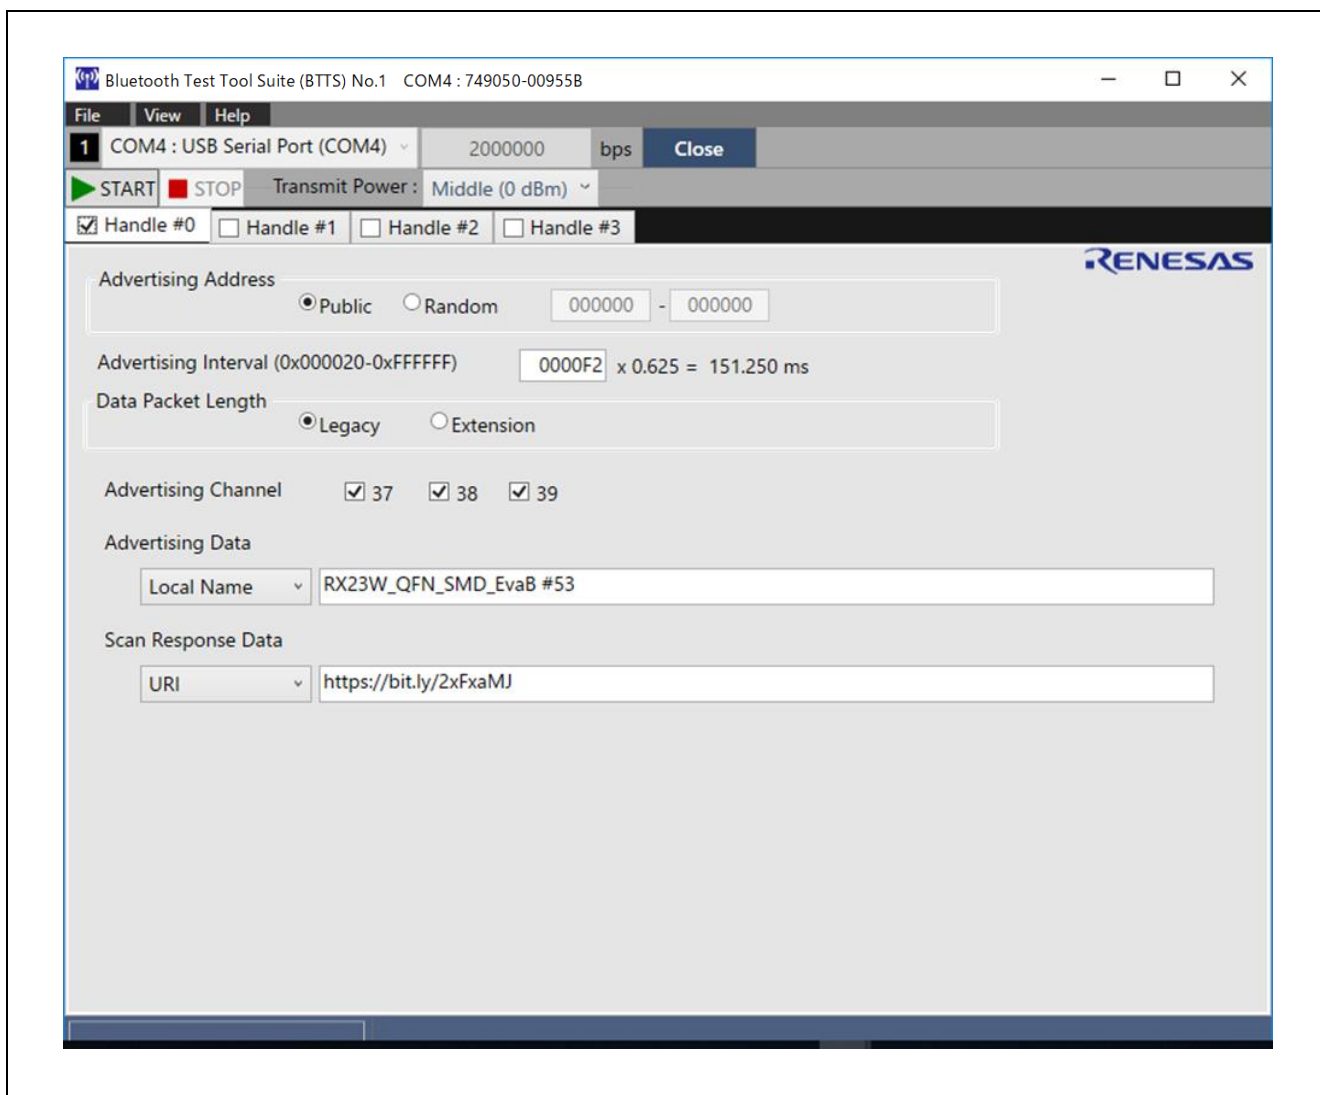 Bluetooth Test Tool Suite (BTTS) No.1 COM4 : 749050-00955B
File View Help
1 COM4 : USB Serial Port (COM4) 2000000 bps Close
START STOP Transmit Power : Middle (0 dBm)
Handle #0 Handle #1 Handle #2 Handle #3
RENESAS
Advertising Address
Public Random 000000 - 000000
Advertising Interval (0x000020-0xFFFFFF) 0000F2 x 0.625 = 151.250 ms
Data Packet Length
Legacy Extension
Advertising Channel 37 38 39
Advertising Data
Local Name RX23W_QFN_SMD_EvaB #53
Scan Response Data
URI https://bit.ly/2xFxaMJ